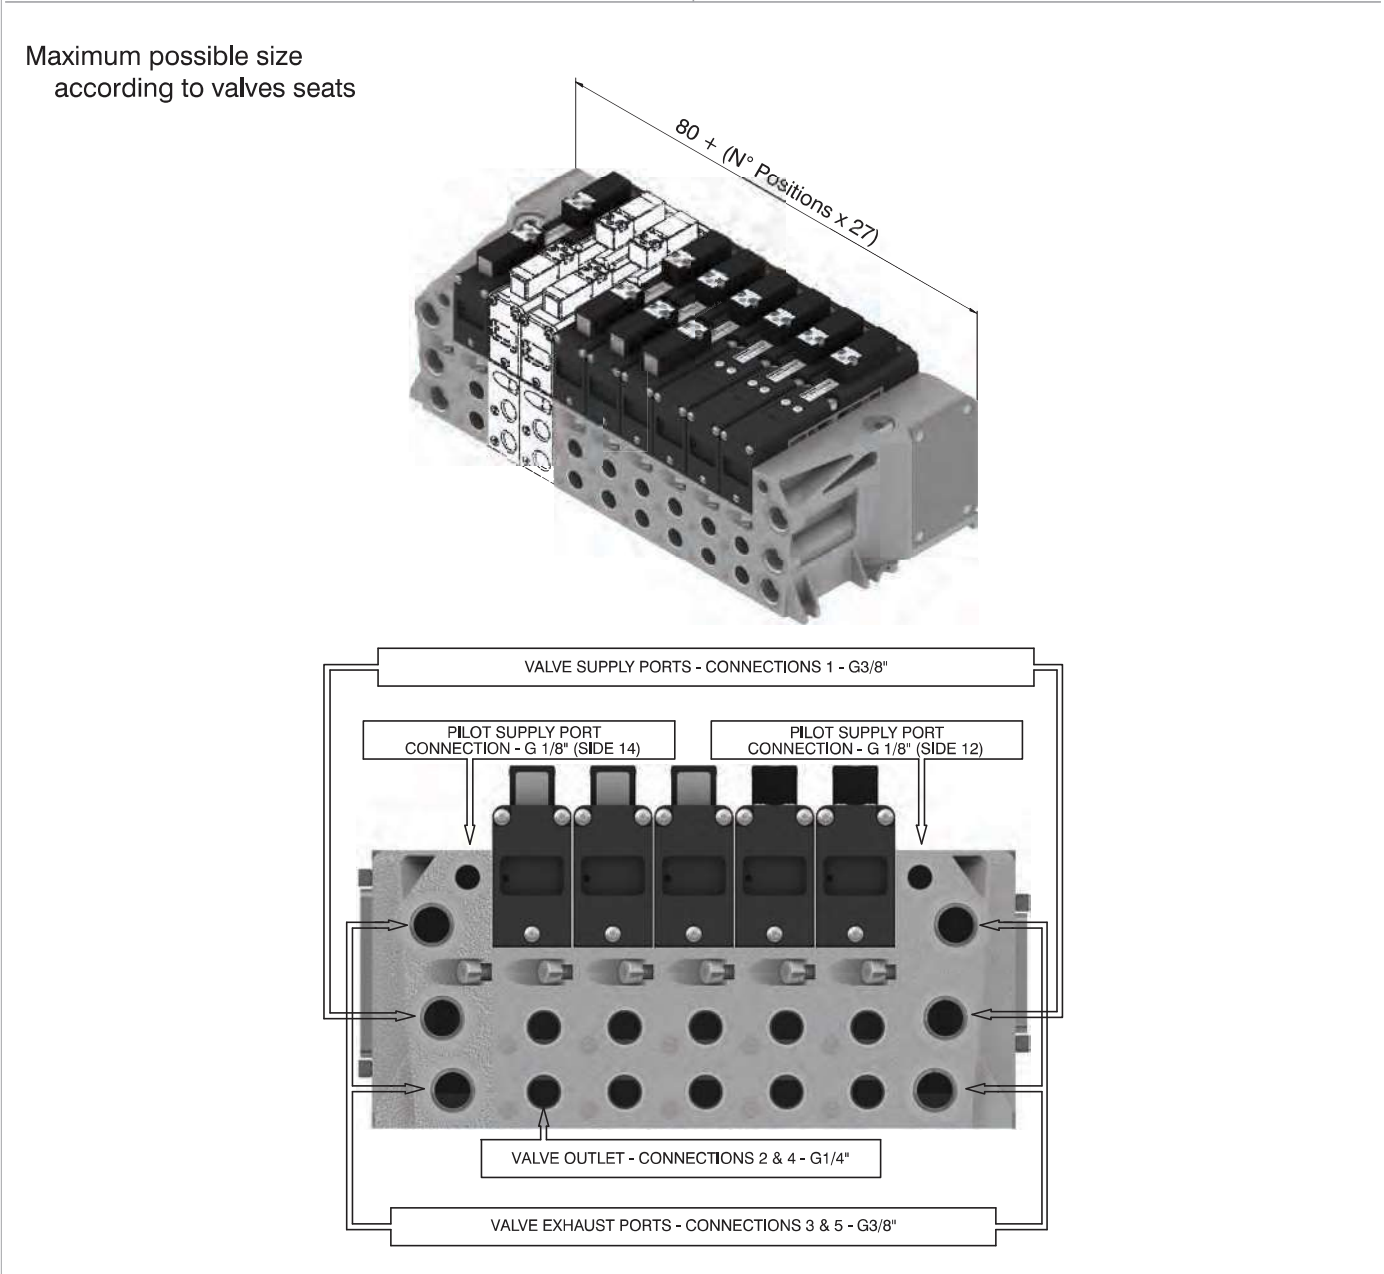 Maximum possible size
according to valves seats
80 + (N° Positions x 27)
VALVE SUPPLY PORTS - CONNECTIONS 1 - G3/8"
PILOT SUPPLY PORT
CONNECTION - G 1/8" (SIDE 14)
PILOT SUPPLY PORT
CONNECTION - G 1/8" (SIDE 12)
VALVE OUTLET - CONNECTIONS 2 & 4 - G1/4"
VALVE EXHAUST PORTS - CONNECTIONS 3 & 5 - G3/8"